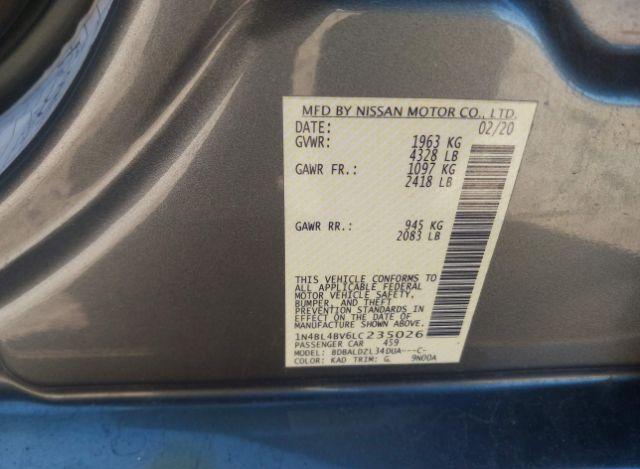 MFD BY NISSAN MOTOR CO., LTD.
DATE: 02/20
GVWR: 1963 KG
4328 LB
GAWR FR.: 1097 KG
2418 LB
GAWR RR.: 945 KG
2083 LB
THIS VEHICLE CONFORMS TO
ALL APPLICABLE FEDERAL
MOTOR VEHICLE SAFETY,
BUMPER, AND THEFT
PREVENTION STANDARDS IN
EFFECT ON THE DATE OF
MANUFACTURE SHOWN ABOVE.
1N4BL4BV6LC235026
PASSENGER CAR 459
MODEL: BDBALDZL34DUA---C-
COLOR: KAD TRIM: G 9NODA